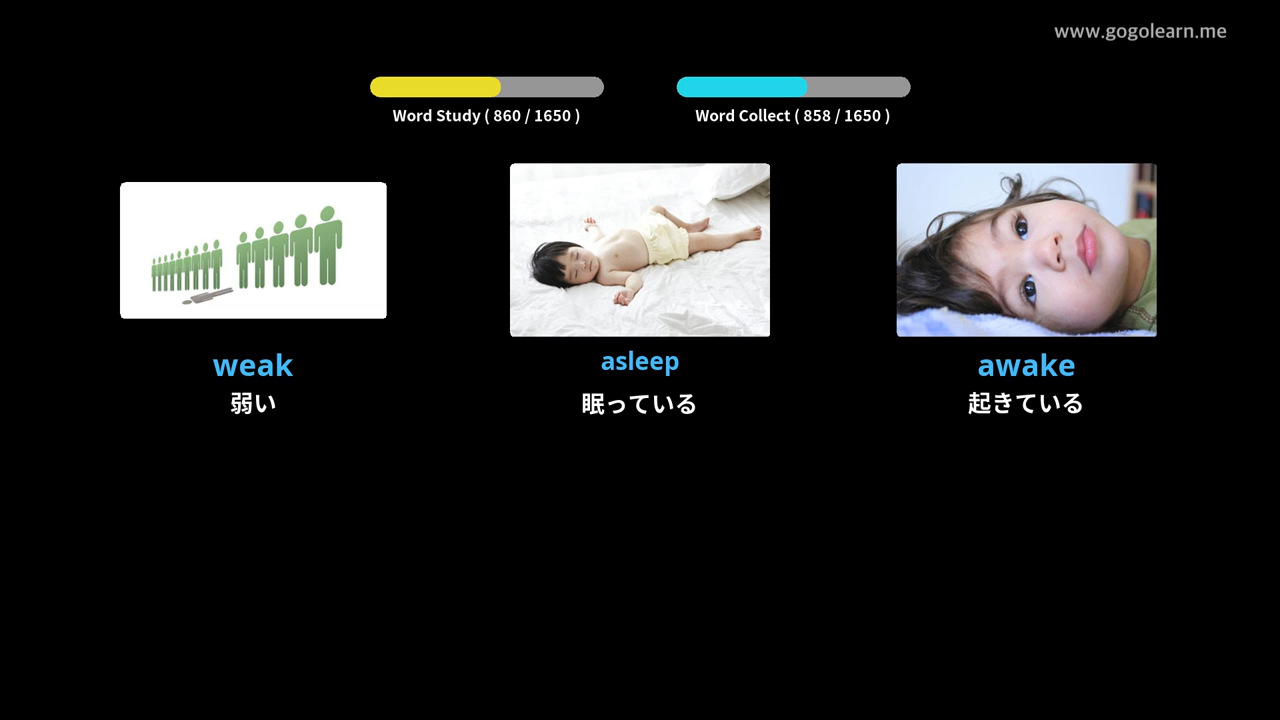 www.gogolearn.me
Word Study ( 860 / 1650 )
Word Collect ( 858 / 1650 )
weak
asleep
awake
弱い
眠っている
起きている